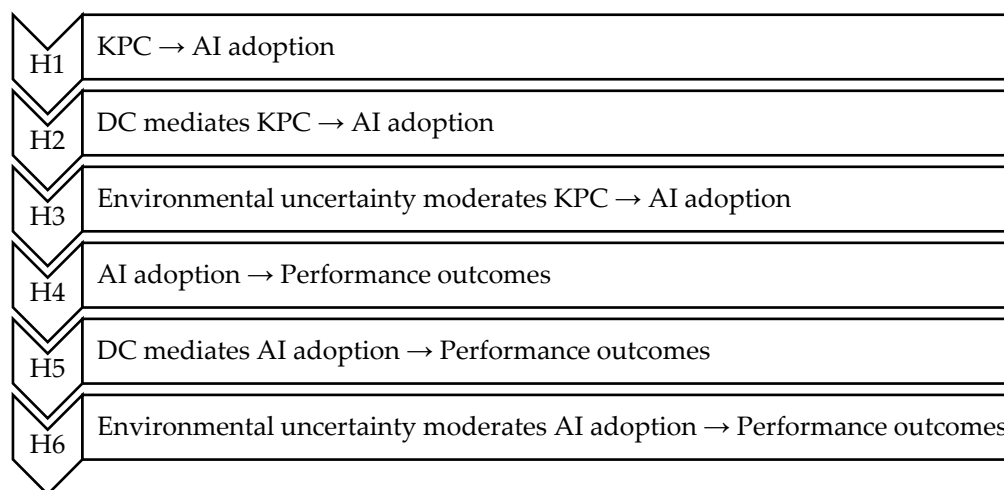 H1 KPC → AI adoption
H2 DC mediates KPC → AI adoption
H3 Environmental uncertainty moderates KPC → AI adoption
H4 AI adoption → Performance outcomes
H5 DC mediates AI adoption → Performance outcomes
H6 Environmental uncertainty moderates AI adoption → Performance outcomes